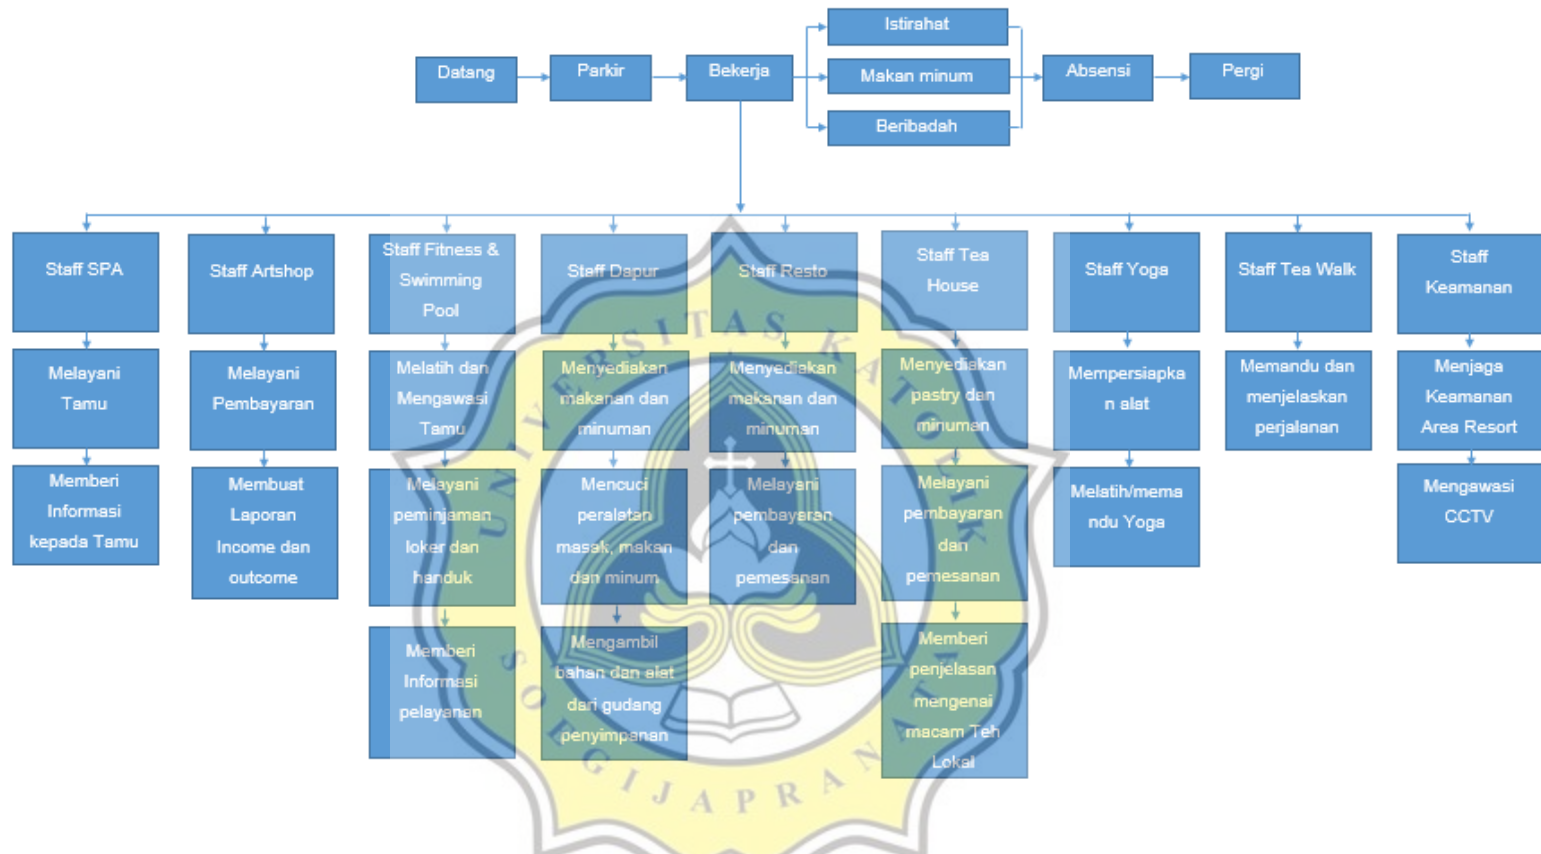 Istirahat
Datang
Parkir
Bekerja
Makan minum
Absensi
Pergi
Beribadah
Staff SPA
Melayani
Tamu
Memberi
Informasi
kepada Tamu
Staff Artshop
Melayani
Pembayaran
Membuat
Laporan
Income dan
outcome
Staff Fitness &
Swimming
Pool
Melatih dan
Mengawasi
Tamu
Melayani
peminjaman
loker dan
handuk
Memberi
Informasi
pelayanan
Staff Dapur
Menyediakan
makanan dan
minuman
Mencuci
peralatan
masak, makan
dan minum
Mengambil
bahan dan alat
dari gudang
penyimpanan
Staff Resto
Menyediakan
makanan dan
minuman
Melayani
pembayaran
dan
pemesanan
Staff Tea
House
Menyediakan
pastry dan
minuman
Melayani
pembayaran
dan
pemesanan
Memberi
penjelasan
mengenai
macam Teh
Lokal
Staff Yoga
Mempersiapka
n alat
Melatih/mema
ndu Yoga
Staff Tea Walk
Memandu dan
menjelaskan
perjalanan
Staff
Keamanan
Menjaga
Keamanan
Area Resort
Mengawasi
CCTV
UNIVERSITAS KATOLIK
SOEGIJAPRANATA